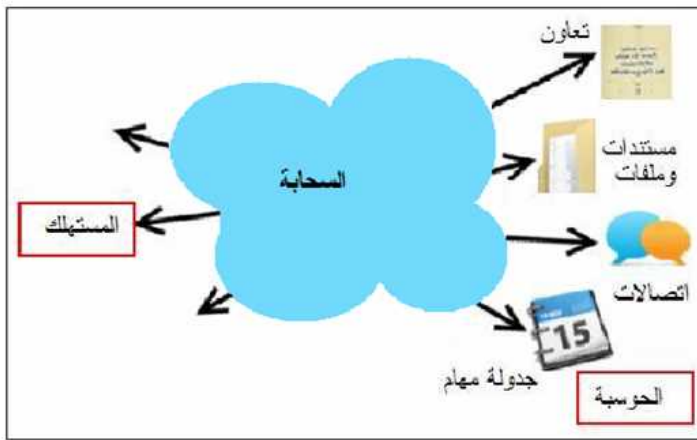 تعاون
مستندات
وملفات
السحابة
المستهلك
اتصالات
15
جدولة مهام
الحوسبة